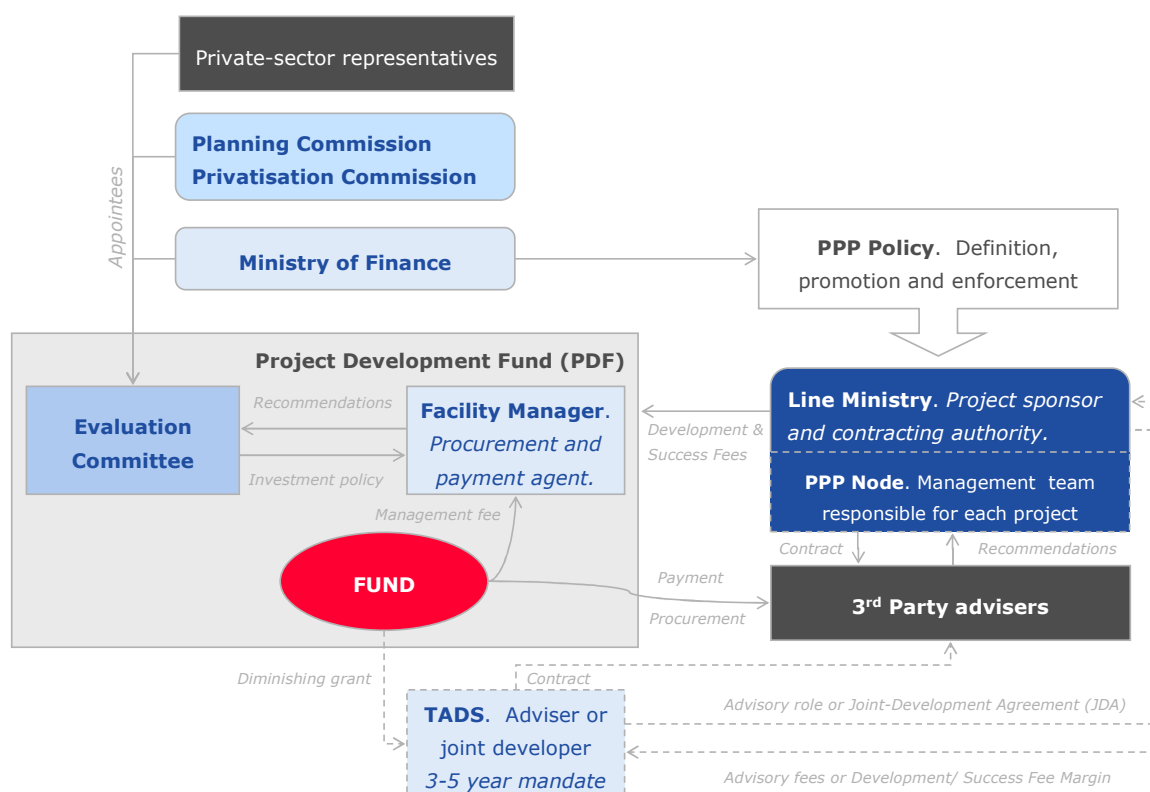 Private-sector representatives
Planning Commission
Privatisation Commission
Appointees
Ministry of Finance
PPP Policy.  Definition,
promotion and enforcement
Project Development Fund (PDF)
Evaluation
Committee
Recommendations
Investment policy
Facility Manager.
Procurement and
payment agent.
Management fee
Development &
Success Fees
Line Ministry. Project sponsor
and contracting authority.
PPP Node. Management  team
responsible for each project
Contract
Recommendations
FUND
Payment
Procurement
3rd Party advisers
Diminishing grant
Contract
TADS.  Adviser or
joint developer
3-5 year mandate
Advisory role or Joint-Development Agreement (JDA)
Advisory fees or Development/ Success Fee Margin